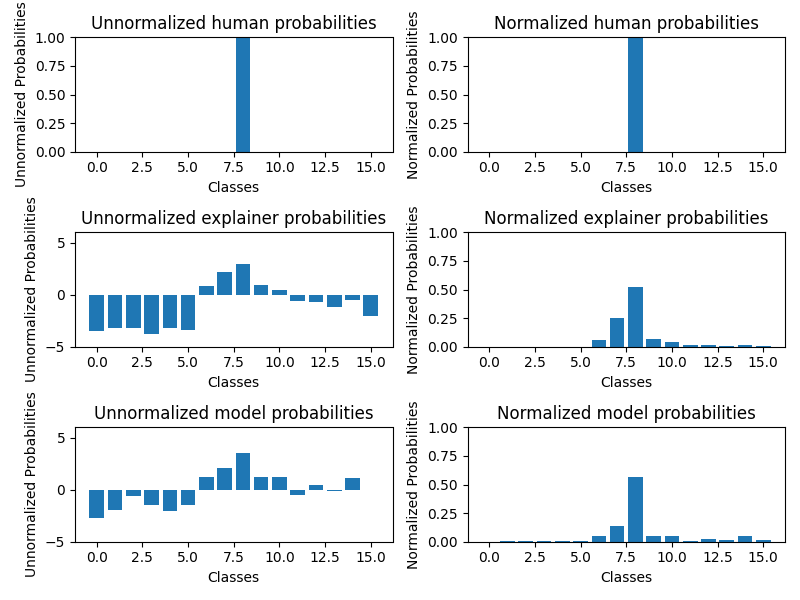 Unnormalized human probabilities
Unnormalized Probabilities
1.00
0.75
0.50
0.25
0.00
0.0 2.5 5.0 7.5 10.0 12.5 15.0
Classes
Normalized human probabilities
Normalized Probabilities
1.00
0.75
0.50
0.25
0.00
0.0 2.5 5.0 7.5 10.0 12.5 15.0
Classes
Unnormalized explainer probabilities
Unnormalized Probabilities
5
0
−5
0.0 2.5 5.0 7.5 10.0 12.5 15.0
Classes
Normalized explainer probabilities
Normalized Probabilities
1.00
0.75
0.50
0.25
0.00
0.0 2.5 5.0 7.5 10.0 12.5 15.0
Classes
Unnormalized model probabilities
Unnormalized Probabilities
5
0
−5
0.0 2.5 5.0 7.5 10.0 12.5 15.0
Classes
Normalized model probabilities
Normalized Probabilities
1.00
0.75
0.50
0.25
0.00
0.0 2.5 5.0 7.5 10.0 12.5 15.0
Classes